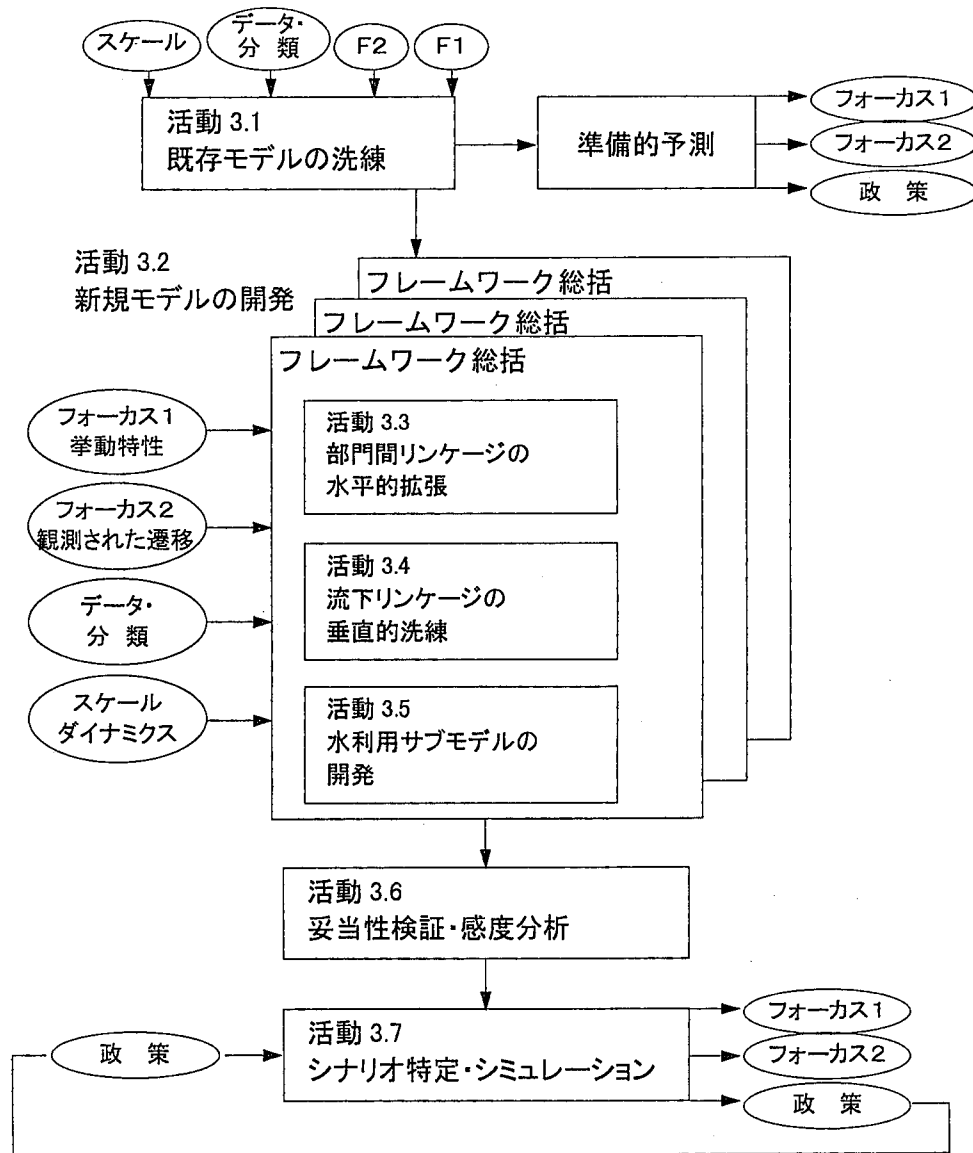 スケール
データ・
分 類
F2
F1
活動 3.1
既存モデルの洗練
準備的予測
フォーカス1
フォーカス2
政 策
活動 3.2
新規モデルの開発
フレームワーク総括
フレームワーク総括
フレームワーク総括
フォーカス1
挙動特性
フォーカス2
観測された遷移
データ・
分 類
スケール
ダイナミクス
活動 3.3
部門間リンケージの
水平的拡張
活動 3.4
流下リンケージの
垂直的洗練
活動 3.5
水利用サブモデルの
開発
活動 3.6
妥当性検証・感度分析
政 策
活動 3.7
シナリオ特定・シミュレーション
フォーカス1
フォーカス2
政 策